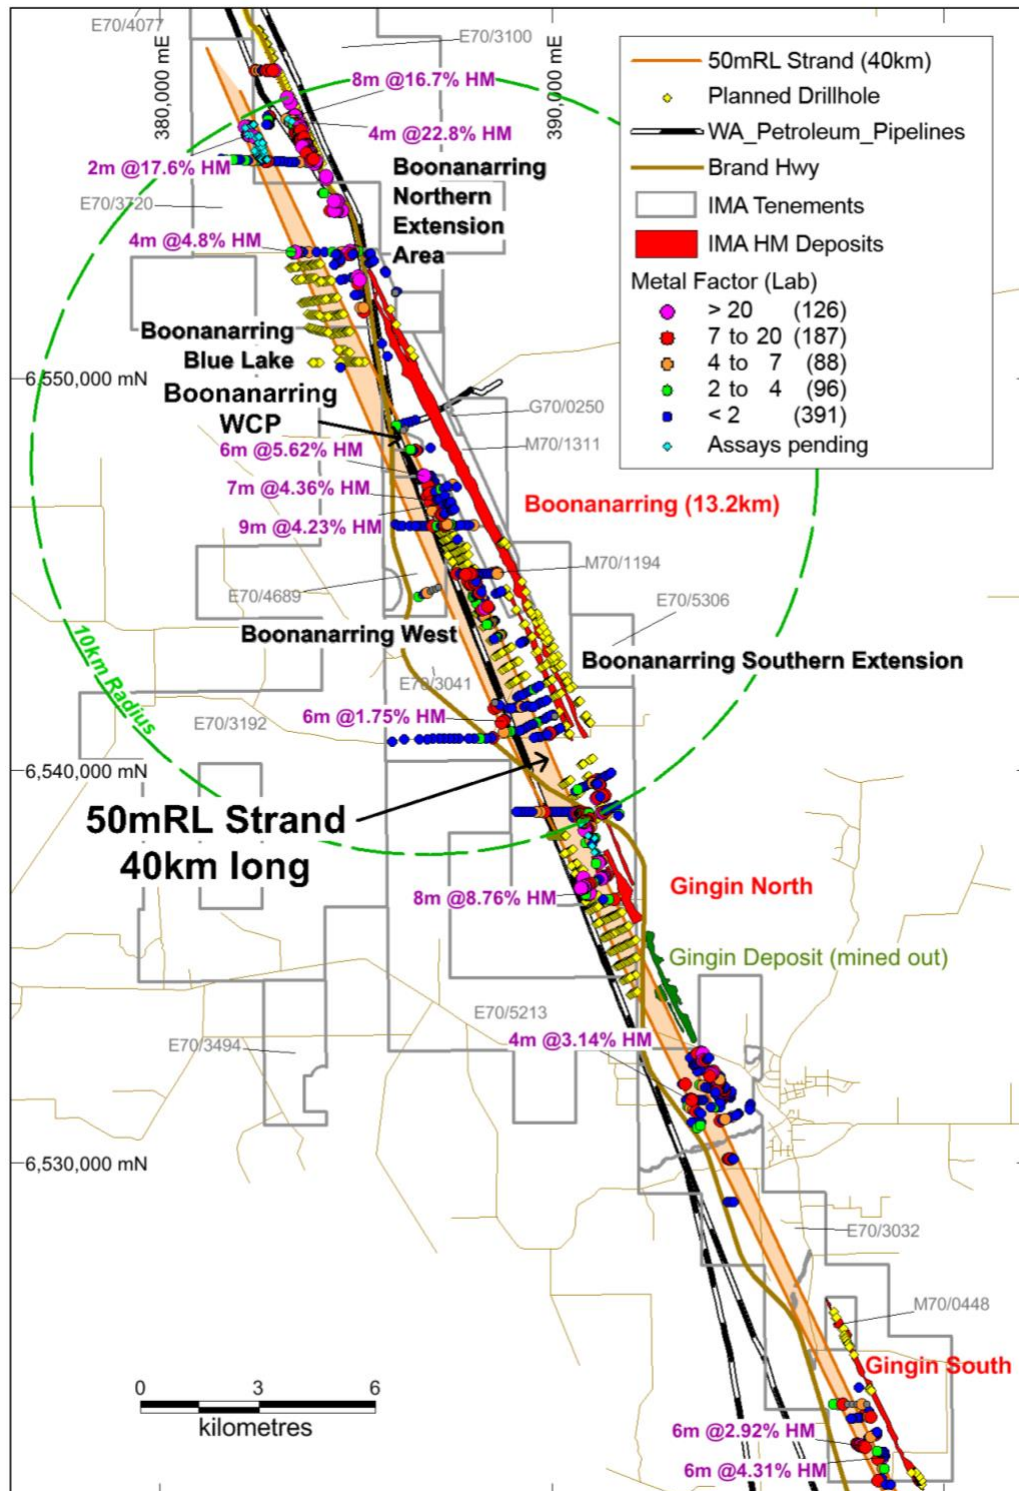 E70/4077
E70/3100
380,000 mE
390,000 mE
8m @16.7% HM
4m @22.8% HM
2m @17.6% HM
Boonanarring
Northern
Extension
Area
E70/3720
4m @4.8% HM
50mRL Strand (40km)
Planned Drillhole
WA_Petroleum_Pipelines
Brand Hwy
IMA Tenements
IMA HM Deposits
Metal Factor (Lab)
> 20 (126)
7 to 20 (187)
4 to 7 (88)
2 to 4 (96)
< 2 (391)
Assays pending
Boonanarring
Blue Lake
6,550,000 mN
Boonanarring
WCP
G70/0250
M70/1311
6m @5.62% HM
7m @4.36% HM
9m @4.23% HM
Boonanarring (13.2km)
M70/1194
E70/4689
E70/5306
Boonanarring West
Boonanarring Southern Extension
10km Radius
E70/3041
E70/3192
6m @1.75% HM
6,540,000 mN
50mRL Strand
40km long
8m @8.76% HM
Gingin North
Gingin Deposit (mined out)
E70/5213
4m @3.14% HM
E70/3494
6,530,000 mN
E70/3032
M70/0448
Gingin South
0 3 6
kilometres
6m @2.92% HM
6m @4.31% HM